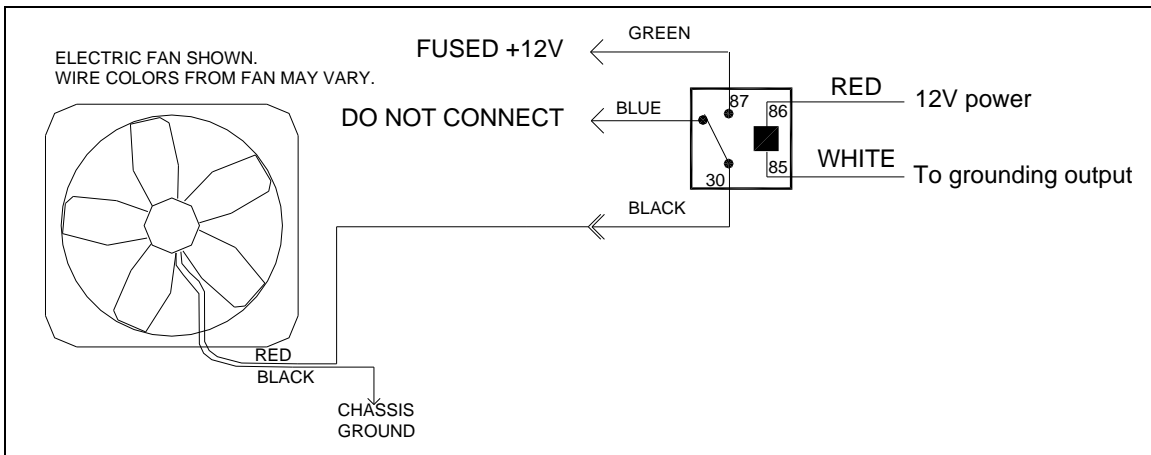 ELECTRIC FAN SHOWN.
WIRE COLORS FROM FAN MAY VARY.
FUSED +12V
GREEN
DO NOT CONNECT
BLUE
87
86
RED
12V power
85
WHITE
To grounding output
30
BLACK
RED
BLACK
CHASSIS
GROUND